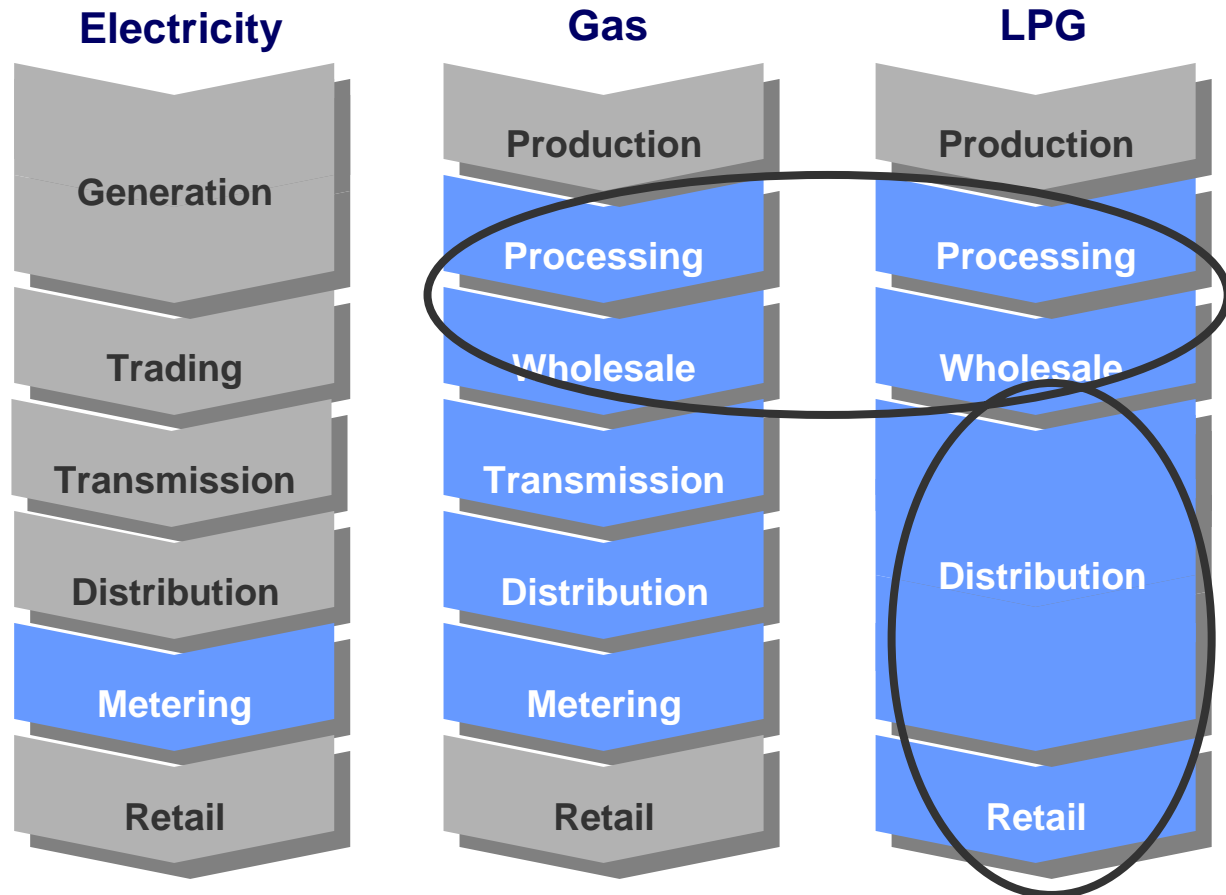 Electricity
Generation
Trading
Transmission
Distribution
Metering
Retail
Gas
Production
Processing
Wholesale
Transmission
Distribution
Metering
Retail
LPG
Production
Processing
Wholesale
Distribution
Retail